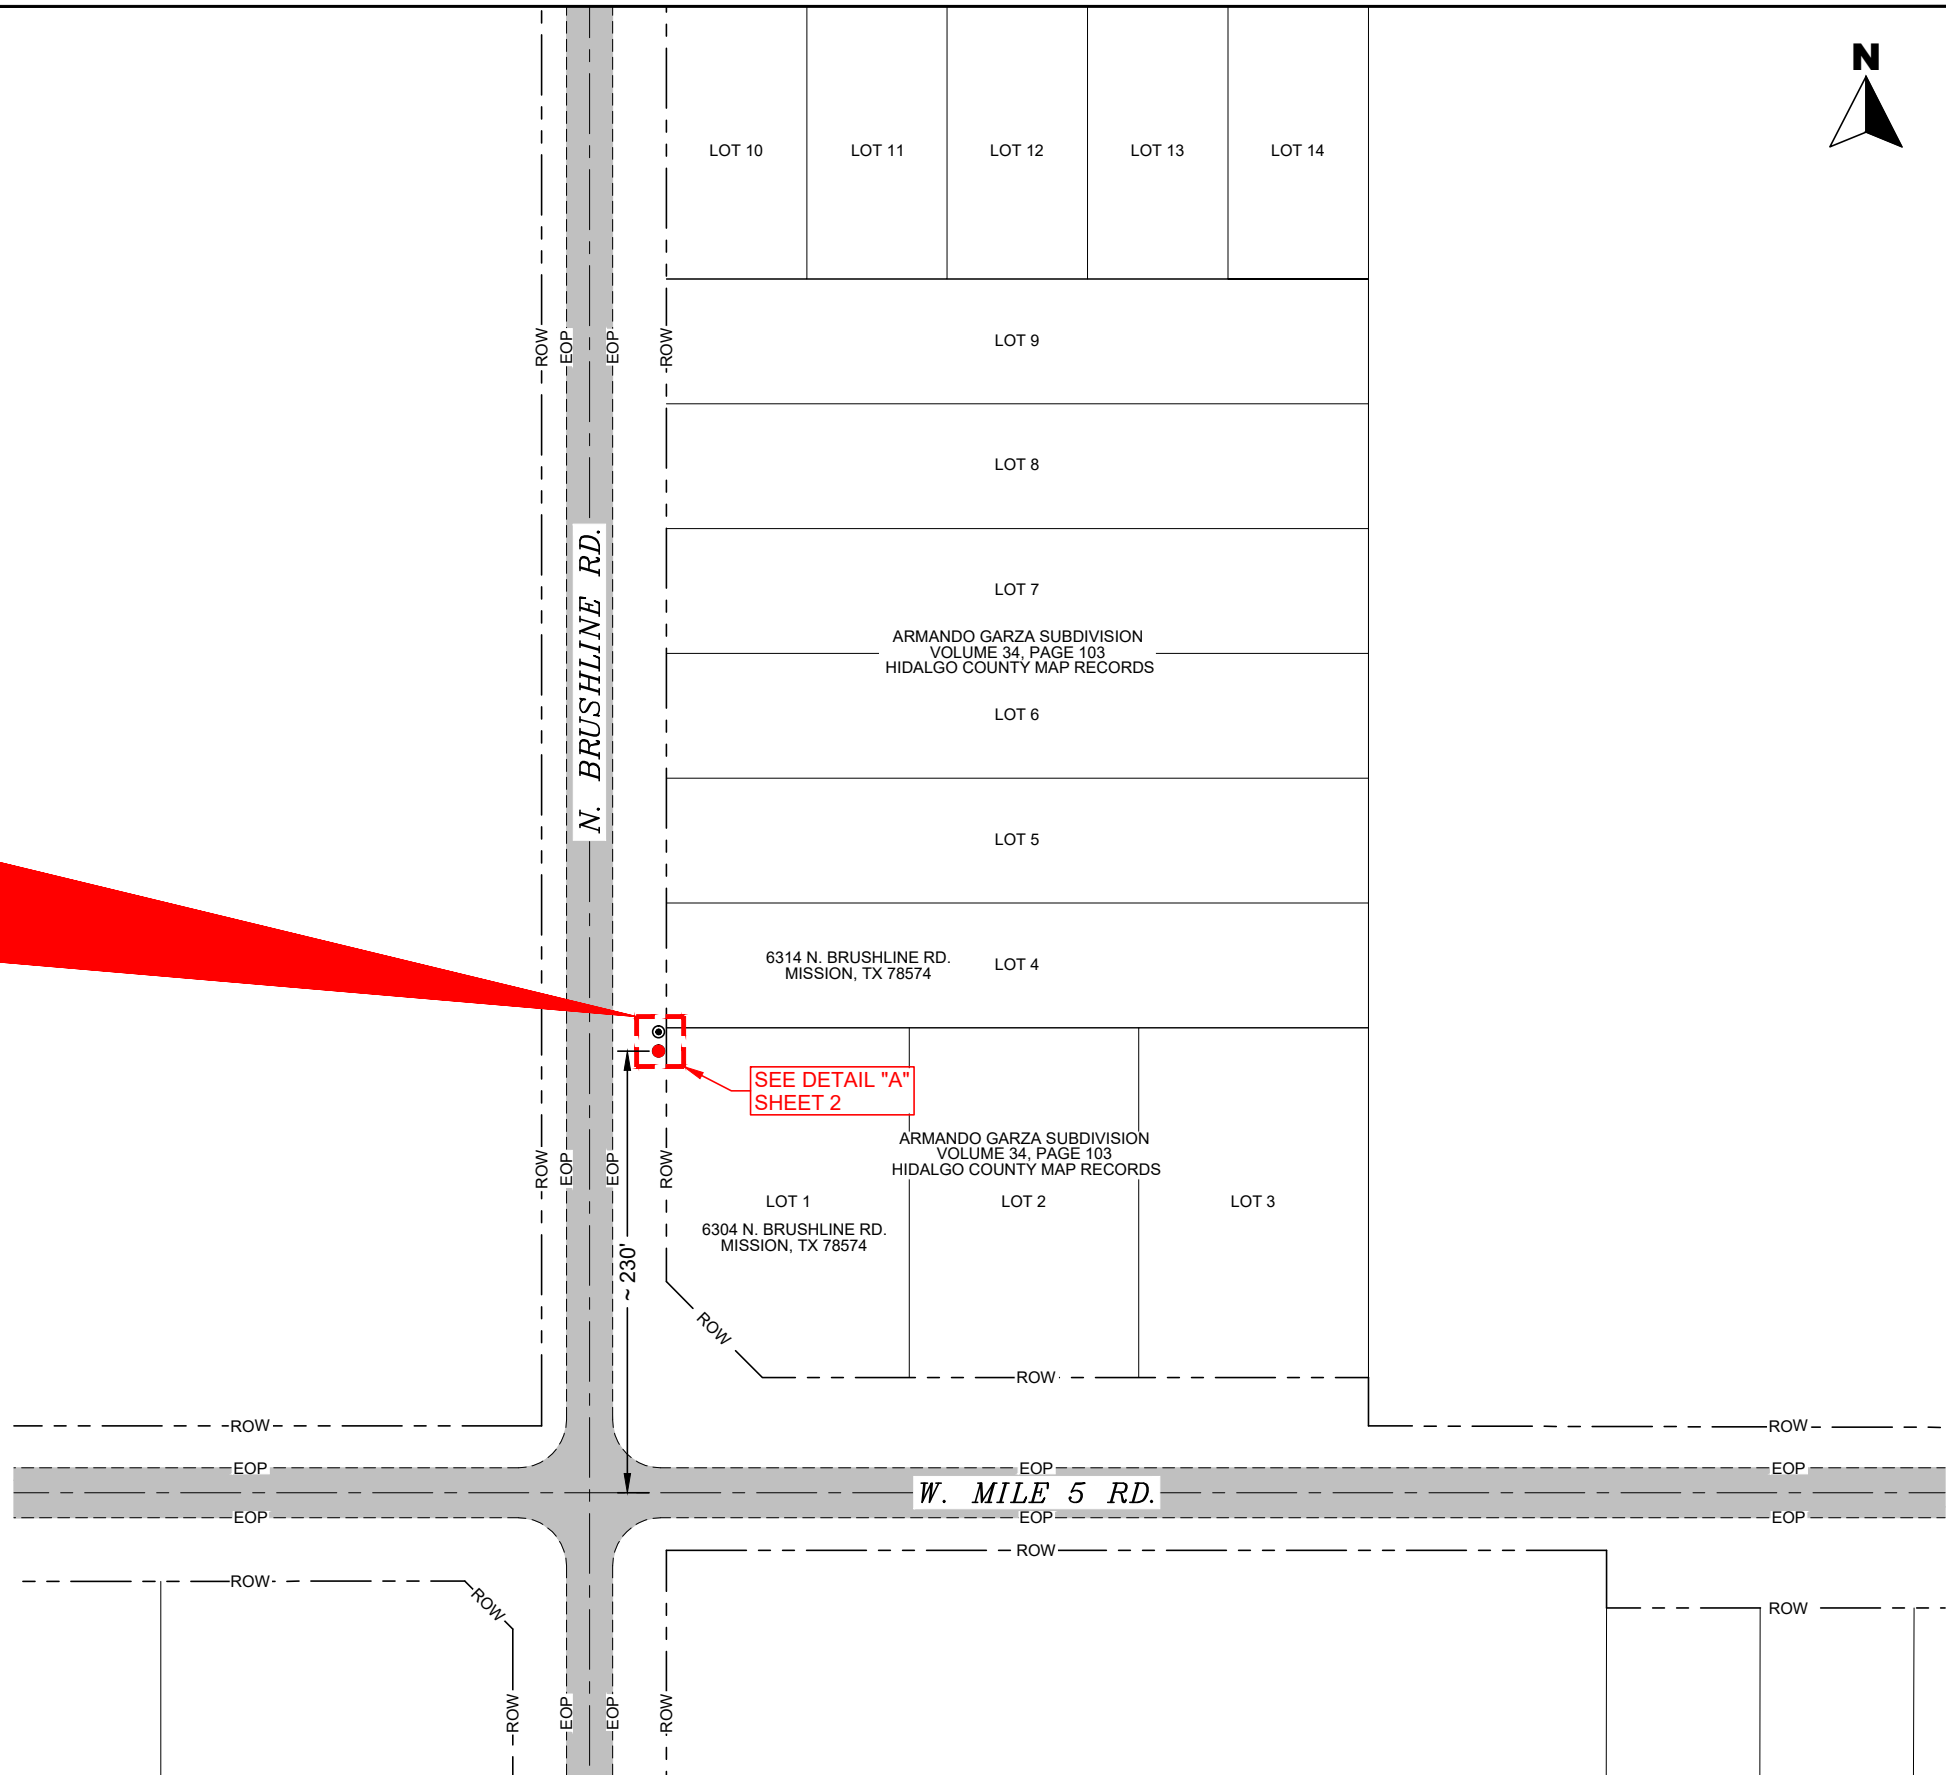 N
LOT 10
LOT 11
LOT 12
LOT 13
LOT 14
ROW
EOP
EOP
ROW
LOT 9
LOT 8
N. BRUSHLINE RD.
LOT 7
ARMANDO GARZA SUBDIVISION
VOLUME 34, PAGE 103
HIDALGO COUNTY MAP RECORDS
LOT 6
LOT 5
6314 N. BRUSHLINE RD.
MISSION, TX 78574
LOT 4
SEE DETAIL "A"
SHEET 2
ROW
EOP
EOP
ROW
ARMANDO GARZA SUBDIVISION
VOLUME 34, PAGE 103
HIDALGO COUNTY MAP RECORDS
LOT 1
LOT 2
LOT 3
6304 N. BRUSHLINE RD.
MISSION, TX 78574
~ 230'
ROW
ROW
ROW
ROW
EOP
EOP
EOP
W. MILE 5 RD.
EOP
EOP
EOP
ROW
ROW
ROW
ROW
ROW
EOP
EOP
ROW